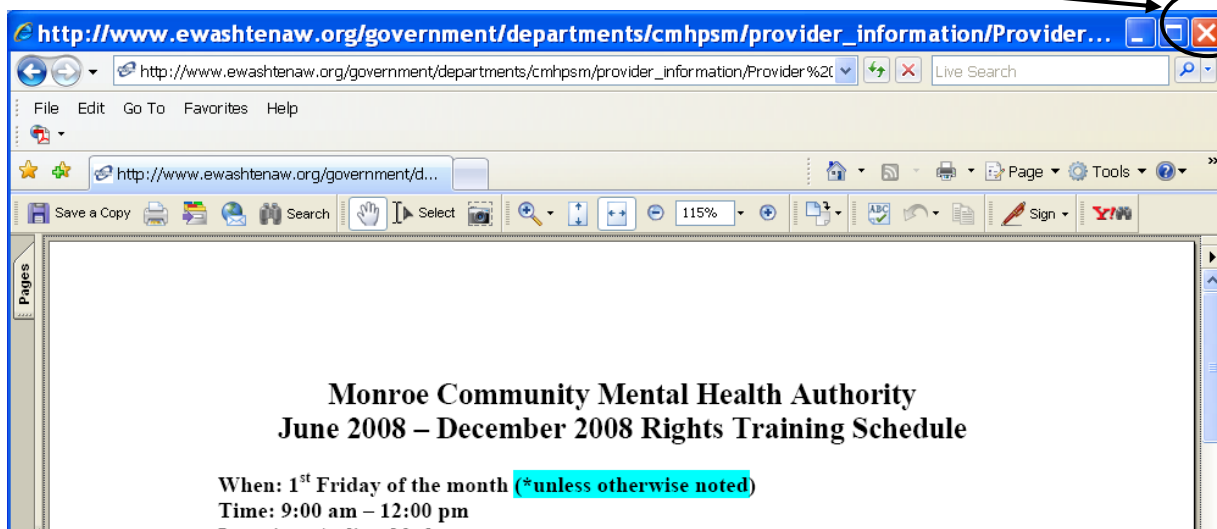 http://www.ewashtenaw.org/government/departments/cmhpsm/provider_information/Provider...
http://www.ewashtenaw.org/government/departments/cmhpsm/provider_information/Provider%20 Live Search
File Edit Go To Favorites Help
http://www.ewashtenaw.org/government/d... Page Tools
Save a Copy Search Select 115% ABC Sign Y!
Pages
Monroe Community Mental Health Authority
June 2008 – December 2008 Rights Training Schedule
When: 1st Friday of the month (*unless otherwise noted)
Time: 9:00 am – 12:00 pm